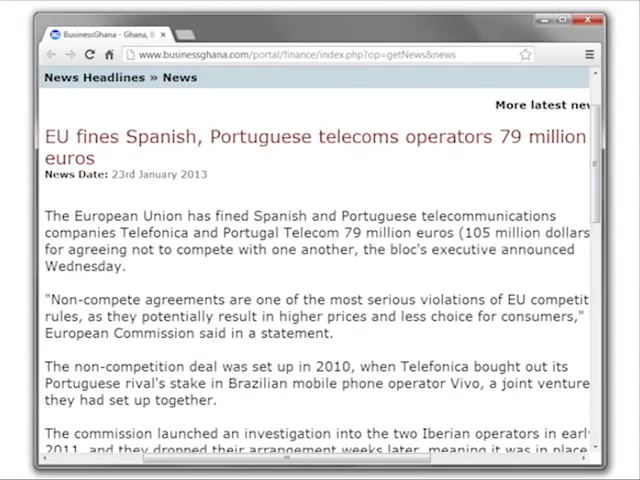 BusinessGhana - Ghana,
www.businessghana.com/portal/finance/index.php?op=getNews&news
News Headlines » News
More latest new
EU fines Spanish, Portuguese telecoms operators 79 million
euros
News Date: 23rd January 2013
The European Union has fined Spanish and Portuguese telecommunications
companies Telefonica and Portugal Telecom 79 million euros (105 million dollars
for agreeing not to compete with one another, the bloc's executive announced
Wednesday.
"Non-compete agreements are one of the most serious violations of EU competit
rules, as they potentially result in higher prices and less choice for consumers,"
European Commission said in a statement.
The non-competition deal was set up in 2010, when Telefonica bought out its
Portuguese rival's stake in Brazilian mobile phone operator Vivo, a joint venture
they had set up together.
The commission launched an investigation into the two Iberian operators in early
2011, and they dropped their arrangement weeks later, meaning it was in place